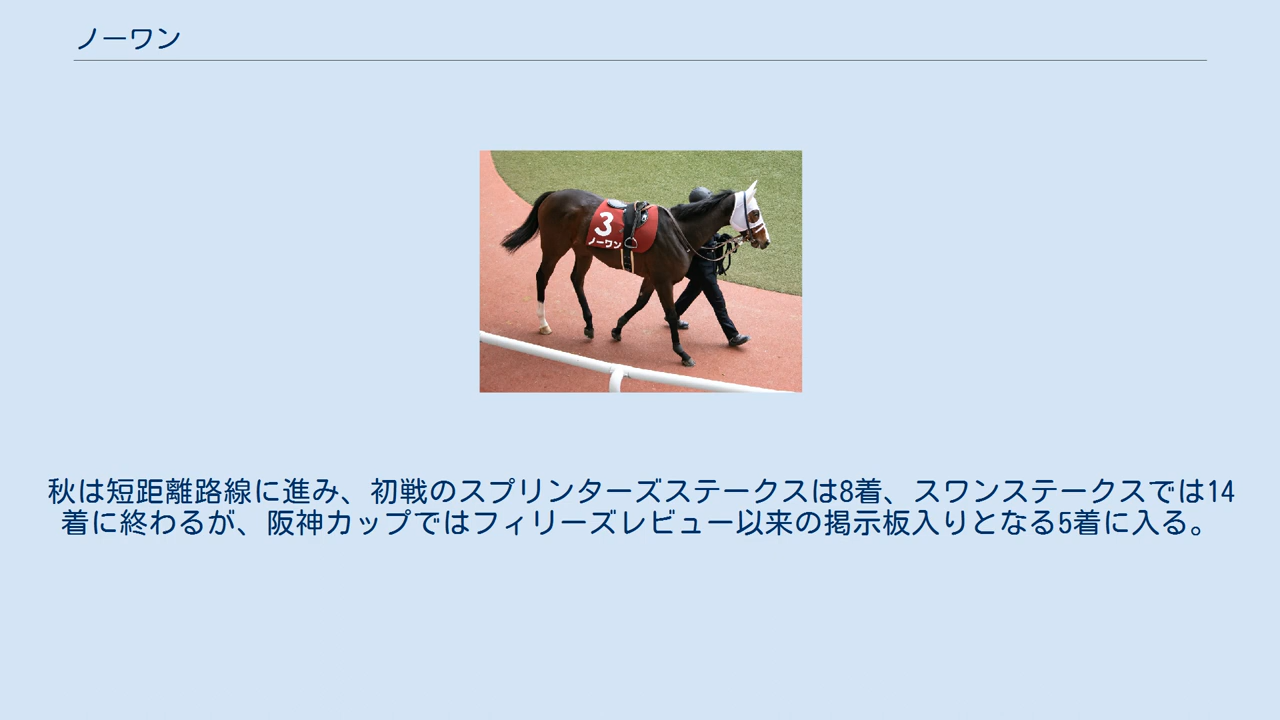 ノーワン
3
ノーワン
秋は短距離路線に進み、初戦のスプリンターズステークスは8着、スワンステークスでは14
着に終わるが、阪神カップではフィリーズレビュー以来の掲示板入りとなる5着に入る。